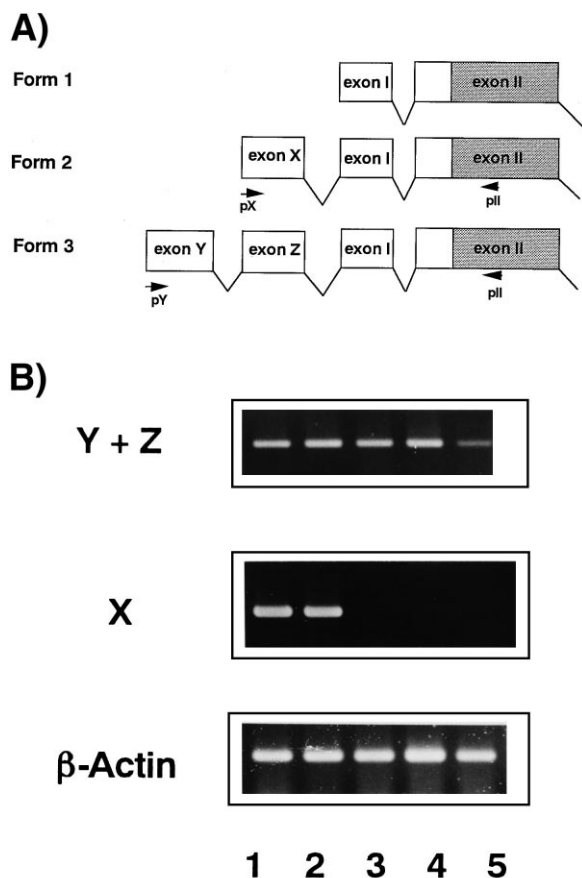 A)
Form 1
exon I
exon II
Form 2
exon X
exon I
exon II
pX
pII
Form 3
exon Y
exon Z
exon I
exon II
pY
pII
B)
Y + Z
X
β-Actin
1 2 3 4 5